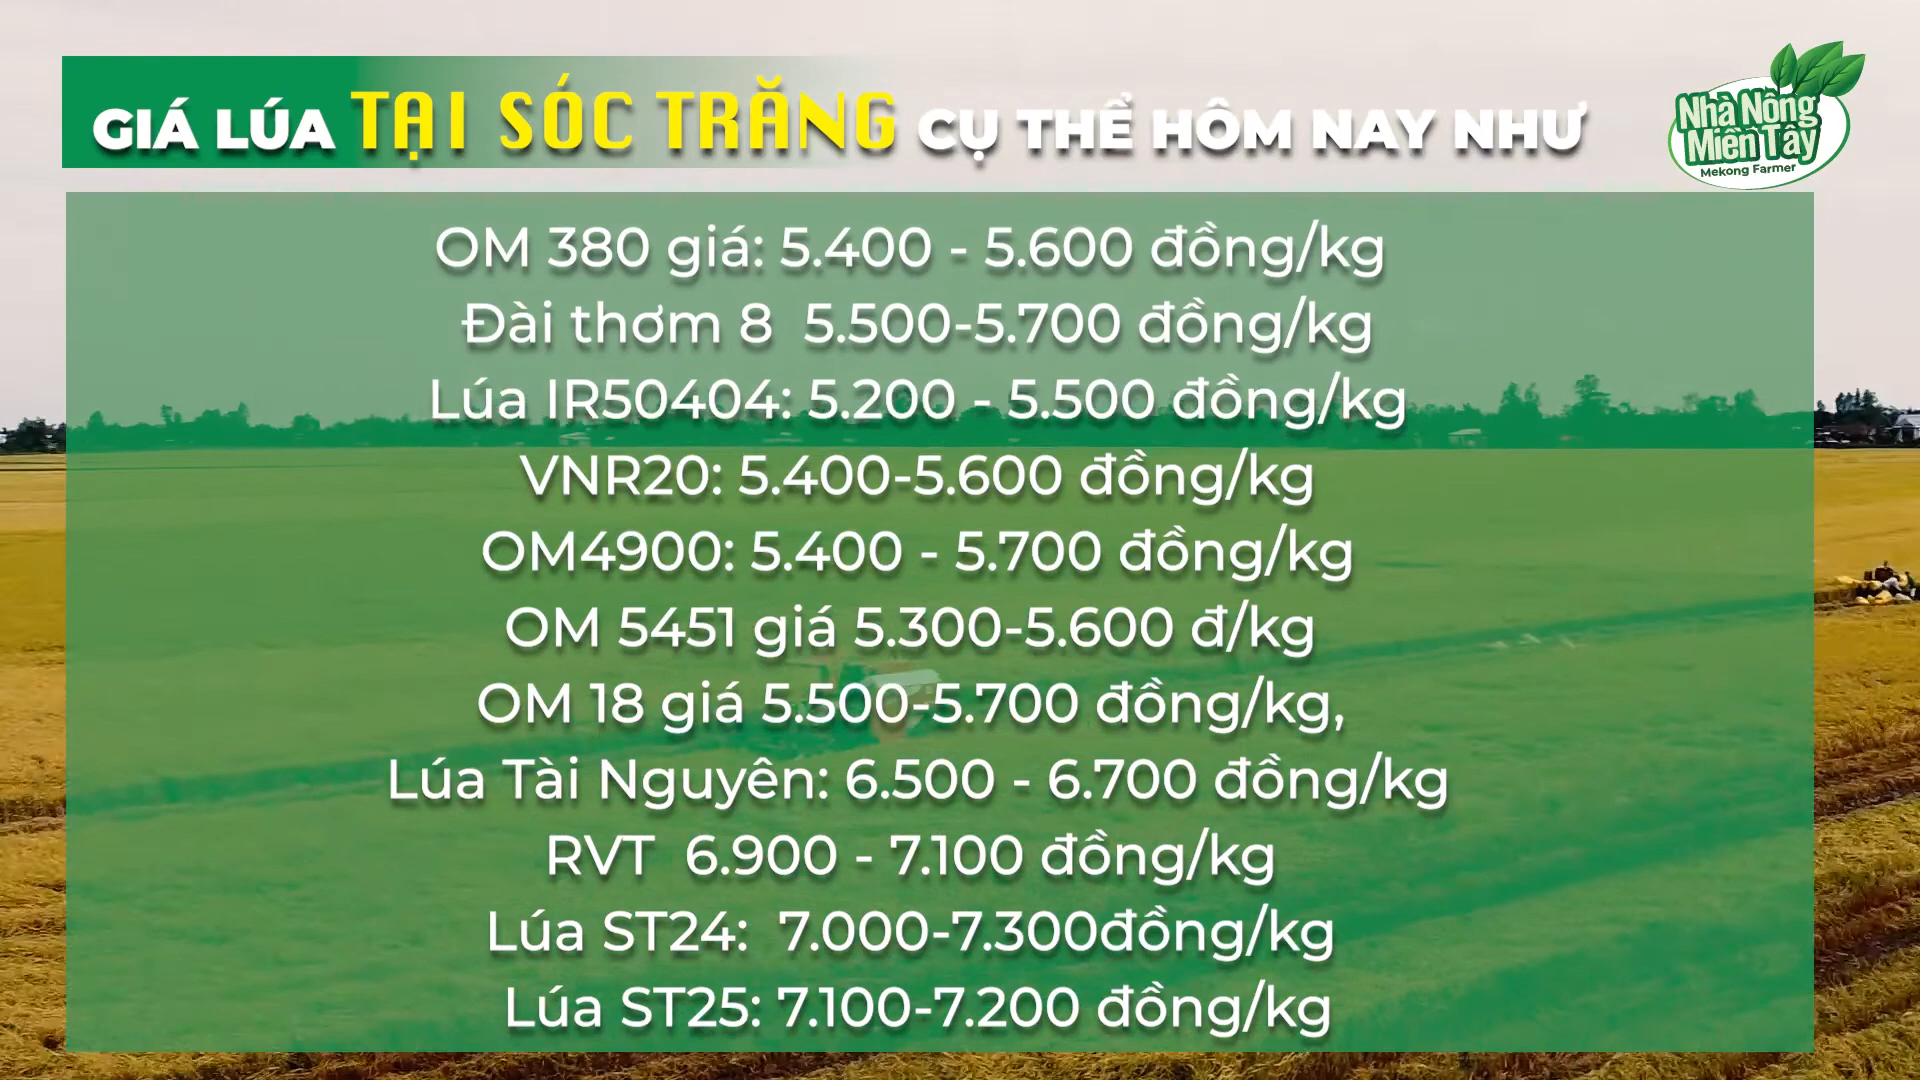 GIÁ LÚA TẠI SÓC TRĂNG CỤ THỂ HÔM NAY NHƯ
Nhà Nông
Miền Tây
Mekong Farmer
OM 380 giá: 5.400 - 5.600 đồng/kg
Đài thơm 8 5.500-5.700 đồng/kg
Lúa IR50404: 5.200 - 5.500 đồng/kg
VNR20: 5.400-5.600 đồng/kg
OM4900: 5.400 - 5.700 đồng/kg
OM 5451 giá 5.300-5.600 đ/kg
OM 18 giá 5.500-5.700 đồng/kg,
Lúa Tài Nguyên: 6.500 - 6.700 đồng/kg
RVT 6.900 - 7.100 đồng/kg
Lúa ST24: 7.000-7.300đồng/kg
Lúa ST25: 7.100-7.200 đồng/kg